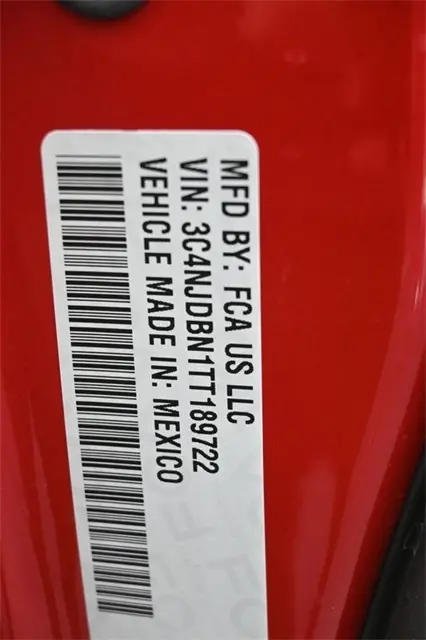 MFD BY: FCA US LLC
VIN: 3C4NJDBN1TT189722
VEHICLE MADE IN: MEXICO